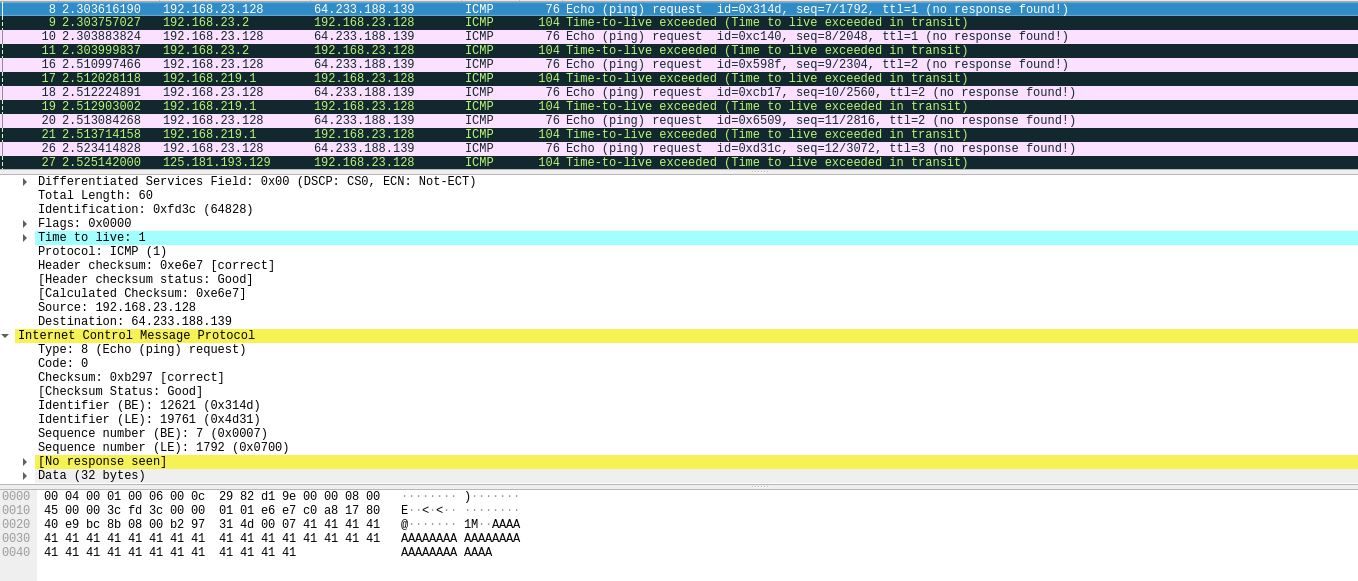 8 2.303616190 192.168.23.128 64.233.188.139 ICMP 76 Echo (ping) request id=0x314d, seq=7/1792, ttl=1 (no response found!)
9 2.303757027 192.168.23.2 192.168.23.128 ICMP 104 Time-to-live exceeded (Time to live exceeded in transit)
10 2.303883824 192.168.23.128 64.233.188.139 ICMP 76 Echo (ping) request id=0xc140, seq=8/2048, ttl=1 (no response found!)
11 2.303999837 192.168.23.2 192.168.23.128 ICMP 104 Time-to-live exceeded (Time to live exceeded in transit)
16 2.510997466 192.168.23.128 64.233.188.139 ICMP 76 Echo (ping) request id=0x598f, seq=9/2304, ttl=2 (no response found!)
17 2.512028118 192.168.219.1 192.168.23.128 ICMP 104 Time-to-live exceeded (Time to live exceeded in transit)
18 2.512224891 192.168.23.128 64.233.188.139 ICMP 76 Echo (ping) request id=0xcb17, seq=10/2560, ttl=2 (no response found!)
19 2.512903002 192.168.219.1 192.168.23.128 ICMP 104 Time-to-live exceeded (Time to live exceeded in transit)
20 2.513084268 192.168.23.128 64.233.188.139 ICMP 76 Echo (ping) request id=0x6509, seq=11/2816, ttl=2 (no response found!)
21 2.513714158 192.168.219.1 192.168.23.128 ICMP 104 Time-to-live exceeded (Time to live exceeded in transit)
26 2.523414828 192.168.23.128 64.233.188.139 ICMP 76 Echo (ping) request id=0xd31c, seq=12/3072, ttl=3 (no response found!)
27 2.525142000 125.181.193.129 192.168.23.128 ICMP 104 Time-to-live exceeded (Time to live exceeded in transit)
Differentiated Services Field: 0x00 (DSCP: CS0, ECN: Not-ECT)
Total Length: 60
Identification: 0xfd3c (64828)
Flags: 0x0000
Time to live: 1
Protocol: ICMP (1)
Header checksum: 0xe6e7 [correct]
[Header checksum status: Good]
[Calculated Checksum: 0xe6e7]
Source: 192.168.23.128
Destination: 64.233.188.139
Internet Control Message Protocol
Type: 8 (Echo (ping) request)
Code: 0
Checksum: 0xb297 [correct]
[Checksum Status: Good]
Identifier (BE): 12621 (0x314d)
Identifier (LE): 19761 (0x4d31)
Sequence number (BE): 7 (0x0007)
Sequence number (LE): 1792 (0x0700)
[No response seen]
Data (32 bytes)
0000 00 04 00 01 00 06 00 0c 29 82 d1 9e 00 00 08 00 ········ )·······
0010 45 00 00 3c fd 3c 00 00 01 01 e6 e7 c0 a8 17 80 E··<·<·· ········
0020 40 e9 bc 8b 08 00 b2 97 31 4d 00 07 41 41 41 41 @······· 1M··AAAA
0030 41 41 41 41 41 41 41 41 41 41 41 41 41 41 41 41 AAAAAAAA AAAAAAAA
0040 41 41 41 41 41 41 41 41 41 41 41 41 AAAAAAAA AAAA